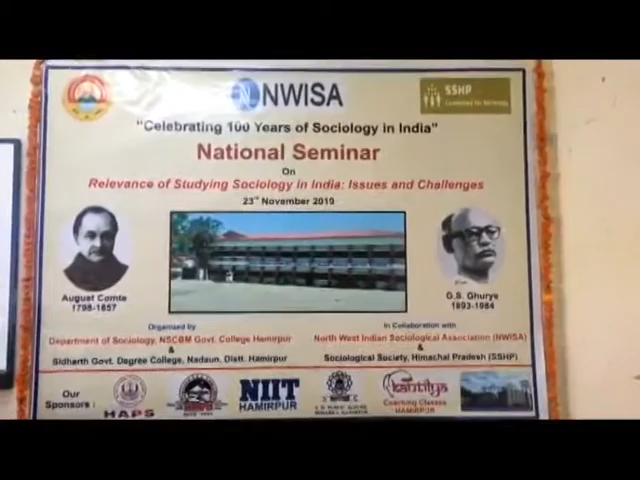 NWISA
SSHP
"Celebrating 100 Years of Sociology in India"
National Seminar
On
Relevance of Studying Sociology in India: Issues and Challenges
23rd November 2019
August Comte
1798-1857
G.S. Ghurye
1893-1984
Organised by
Department of Sociology, NSCBM Govt. College Hamirpur
&
Sidharth Govt. Degree College, Nadaun, Distt. Hamirpur
In Collaboration with
North West Indian Sociological Association (NWISA)
&
Sociological Society, Himachal Pradesh (SSHP)
Our
Sponsors :
HAPS
NIIT
HAMIRPUR
Kautilya
Coaching Classes
HAMIRPUR